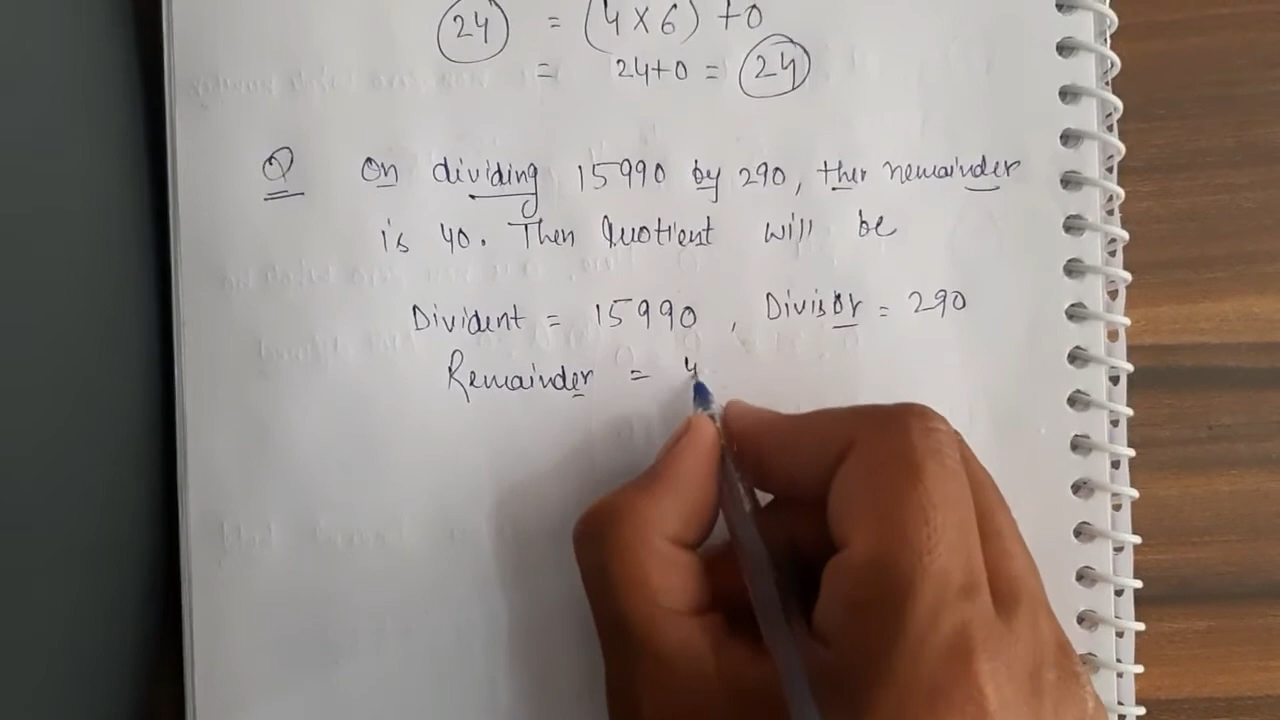 24 = (4×6) +0
= 24+0 = 24
Q On dividing 15990 by 290, ther remainder
is 40. Then Quotient will be
Divident = 15990 , Divisor = 290
Remainder = 4